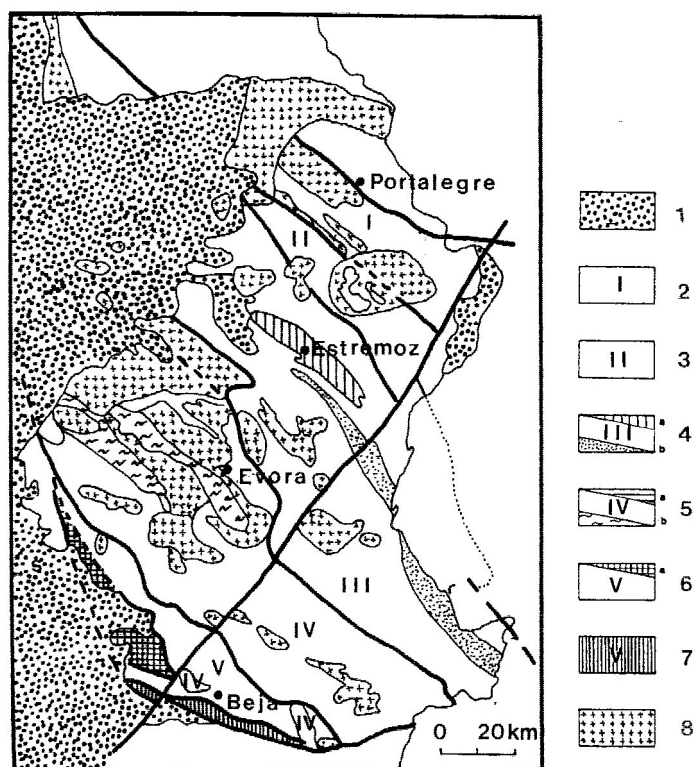 Portalegre
I
II
Estremoz
Evora
III
IV
V
IV
Beja
IV
0 20km
1
I 2
II 3
III a b 4
IV a b 5
V a 6
V 7
8